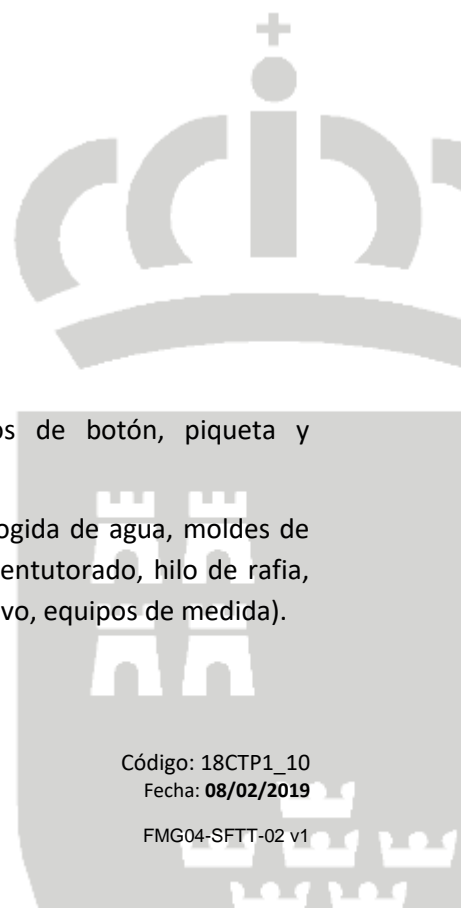 de botón, piqueta y
ogida de agua, moldes de
entutorado, hilo de rafia,
vo, equipos de medida).
Código: 18CTP1_10
Fecha: 08/02/2019
FMG04-SFTT-02 v1